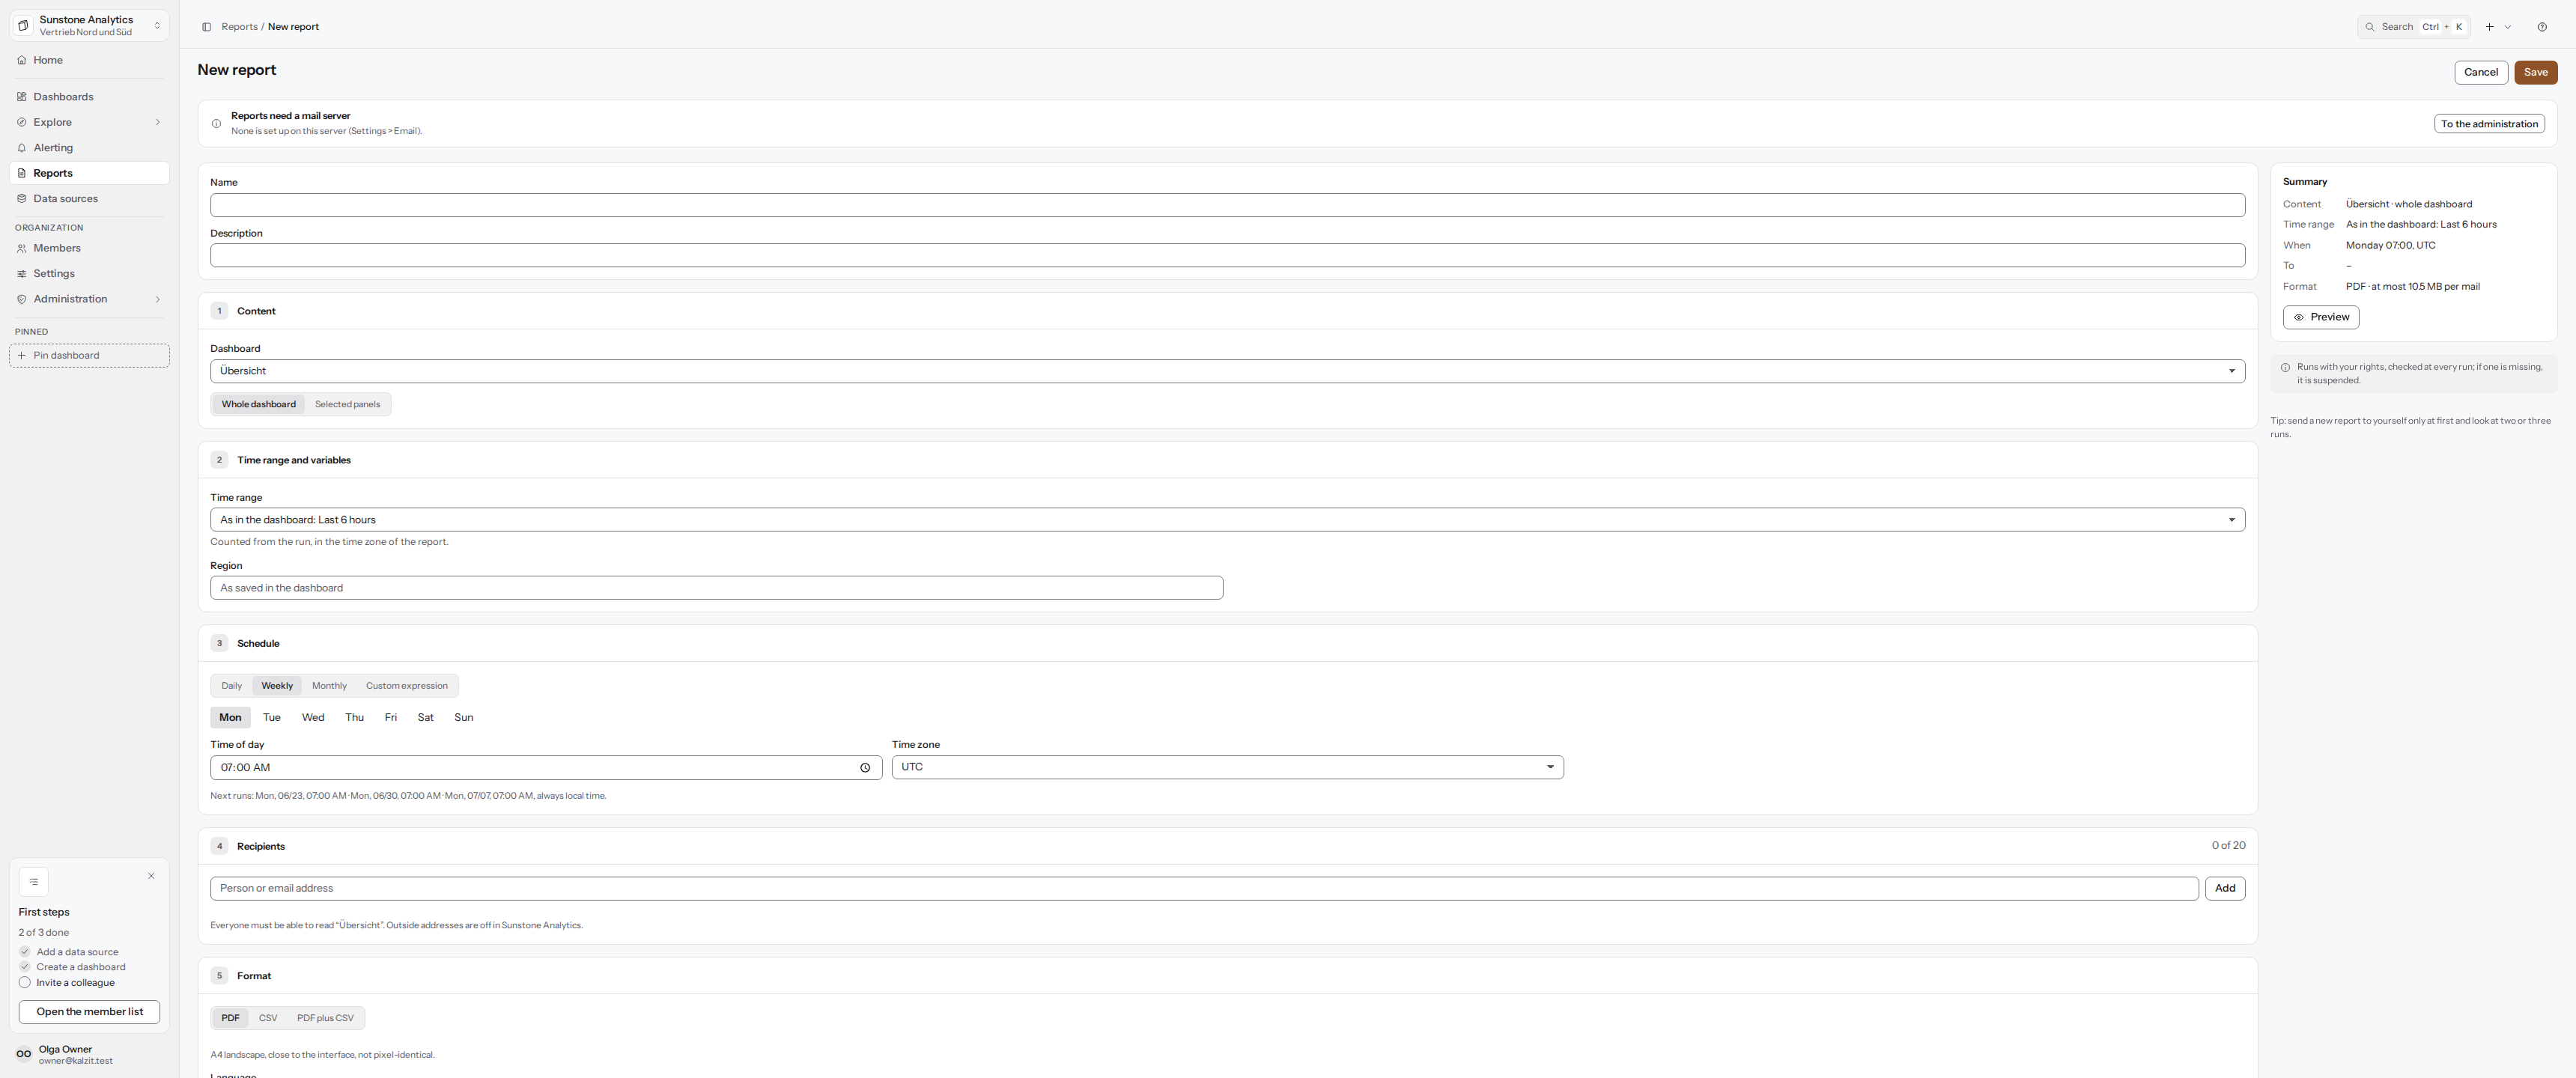 Sunstone Analytics
Vertrieb Nord und Süd
Home
Dashboards
Explore
Alerting
Reports
Data sources
ORGANIZATION
Members
Settings
Administration
PINNED
Pin dashboard
First steps
2 of 3 done
Add a data source
Create a dashboard
Invite a colleague
Open the member list
OO
Olga Owner
owner@kalzit.test
Reports / New report
Search Ctrl + K
New report
Cancel
Save
Reports need a mail server
None is set up on this server (Settings > Email).
To the administration
Name
Description
1 Content
Dashboard
Übersicht
Whole dashboard Selected panels
2 Time range and variables
Time range
As in the dashboard: Last 6 hours
Counted from the run, in the time zone of the report.
Region
As saved in the dashboard
3 Schedule
Daily Weekly Monthly Custom expression
Mon Tue Wed Thu Fri Sat Sun
Time of day Time zone
07:00 AM UTC
Next runs: Mon, 06/23, 07:00 AM · Mon, 06/30, 07:00 AM · Mon, 07/07, 07:00 AM, always local time.
4 Recipients 0 of 20
Person or email address Add
Everyone must be able to read “Übersicht”. Outside addresses are off in Sunstone Analytics.
5 Format
PDF CSV PDF plus CSV
A4 landscape, close to the interface, not pixel-identical.
Language
Summary
Content Übersicht · whole dashboard
Time range As in the dashboard: Last 6 hours
When Monday 07:00, UTC
To –
Format PDF · at most 10.5 MB per mail
Preview
Runs with your rights, checked at every run; if one is missing,
it is suspended.
Tip: send a new report to yourself only at first and look at two or three
runs.